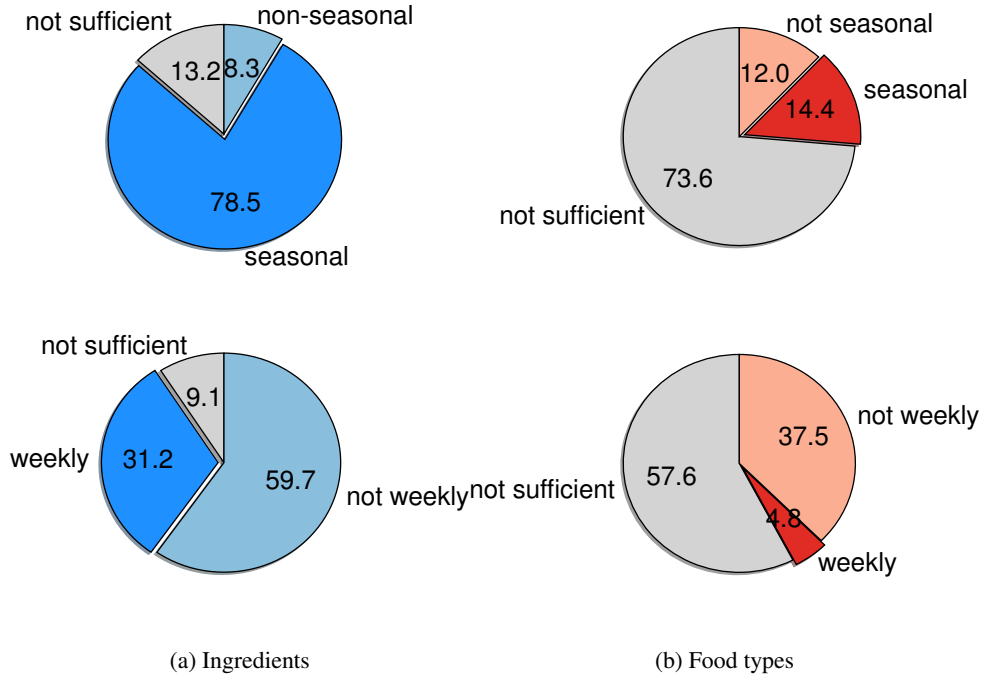 not sufficient
non-seasonal
13.2
8.3
78.5
seasonal
not seasonal
12.0
seasonal
14.4
73.6
not sufficient
not sufficient
9.1
weekly
31.2
59.7
not weekly
not sufficient
57.6
37.5
not weekly
4.8
weekly
(a) Ingredients
(b) Food types